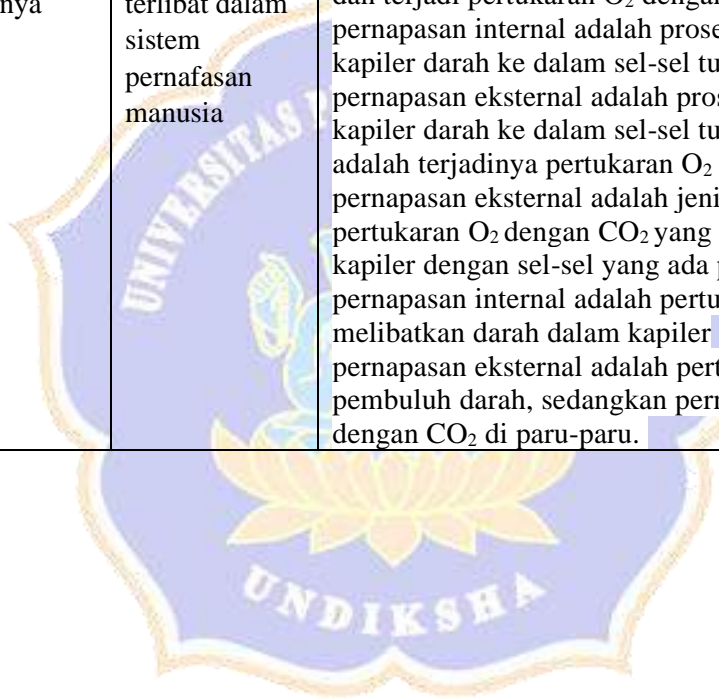 nya
terlibat dalam
sistem
pernafasan
manusia
dan terjadi pertukaran O2 dengan
pernapasan internal adalah prose
kapiler darah ke dalam sel-sel tu
pernapasan eksternal adalah pros
kapiler darah ke dalam sel-sel tu
adalah terjadinya pertukaran O2
pernapasan eksternal adalah jeni
pertukaran O2 dengan CO2 yang
kapiler dengan sel-sel yang ada p
pernapasan internal adalah pertu
melibatkan darah dalam kapiler
pernapasan eksternal adalah pert
pembuluh darah, sedangkan pern
dengan CO2 di paru-paru.
UNIVERSITAS P
UNDIKSHA